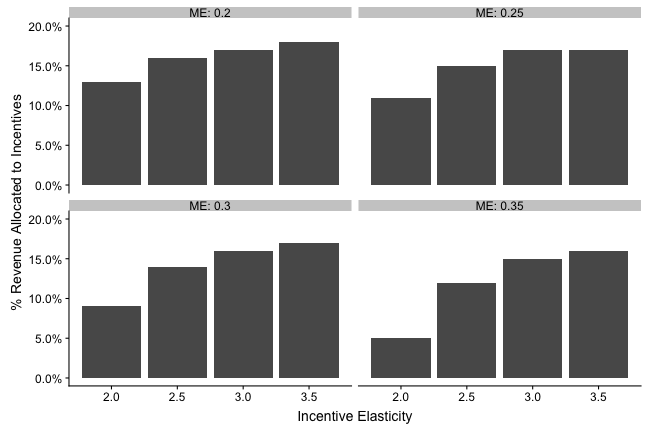 ME: 0.2
ME: 0.25
20.0%
15.0%
10.0%
5.0%
0.0%
ME: 0.3
ME: 0.35
20.0%
15.0%
10.0%
5.0%
0.0%
% Revenue Allocated to Incentives
2.0 2.5 3.0 3.5
2.0 2.5 3.0 3.5
Incentive Elasticity